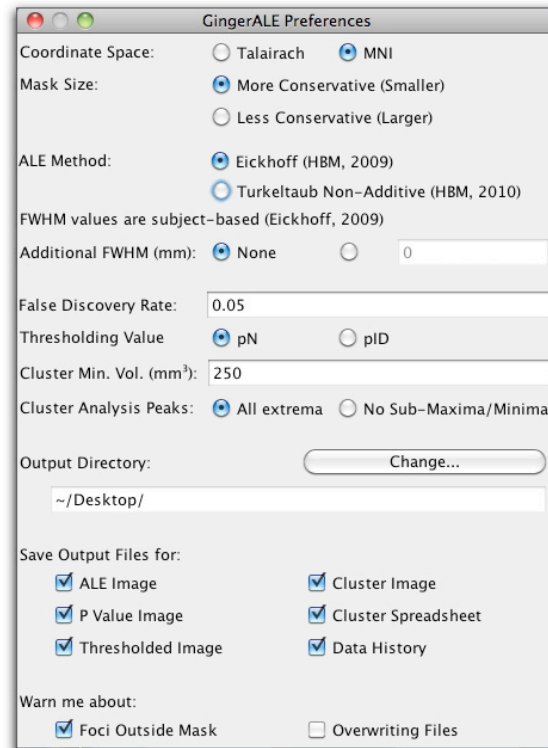 GingerALE Preferences
Coordinate Space: Talairach MNI
Mask Size: More Conservative (Smaller)
Less Conservative (Larger)
ALE Method: Eickhoff (HBM, 2009)
Turkeltaub Non-Additive (HBM, 2010)
FWHM values are subject-based (Eickhoff, 2009)
Additional FWHM (mm): None 0
False Discovery Rate: 0.05
Thresholding Value pN pID
Cluster Min. Vol. (mm³): 250
Cluster Analysis Peaks: All extrema No Sub-Maxima/Minima
Output Directory: Change...
~/Desktop/
Save Output Files for:
ALE Image Cluster Image
P Value Image Cluster Spreadsheet
Thresholded Image Data History
Warn me about:
Foci Outside Mask Overwriting Files